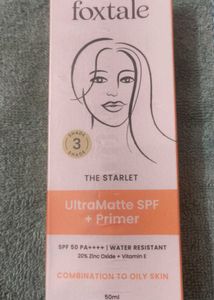 foxtale
SHADE
3
SHADE
THE STARLET
UltraMatte SPF
+ Primer
SPF 50 PA++++ | WATER RESISTANT
20% Zinc Oxide + Vitamin E
COMBINATION TO OILY SKIN
50ml